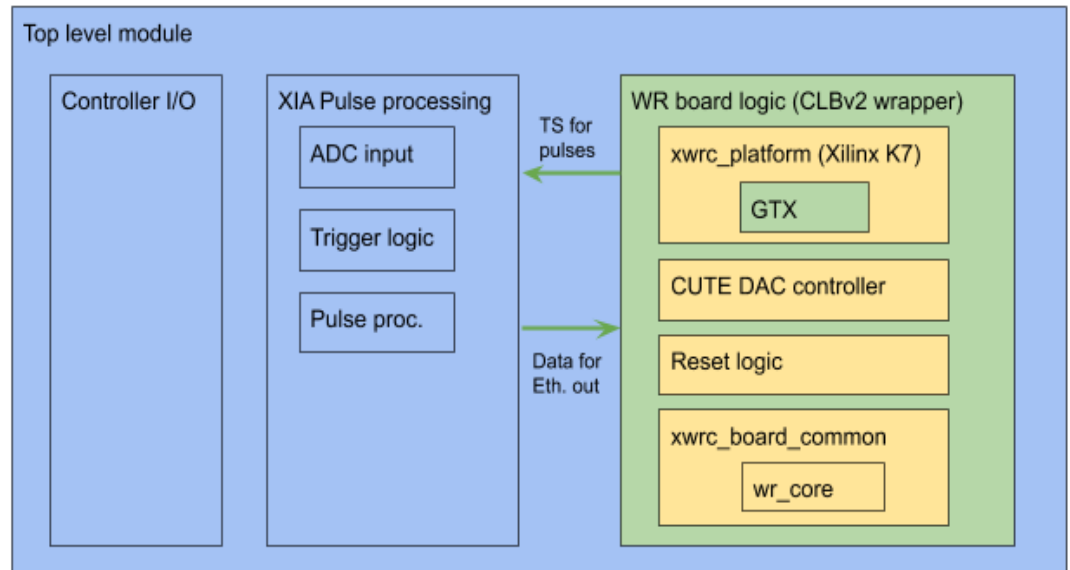 Top level module
Controller I/O
XIA Pulse processing
ADC input
Trigger logic
Pulse proc.
TS for
pulses
Data for
Eth. out
WR board logic (CLBv2 wrapper)
xwrc_platform (Xilinx K7)
GTX
CUTE DAC controller
Reset logic
xwrc_board_common
wr_core